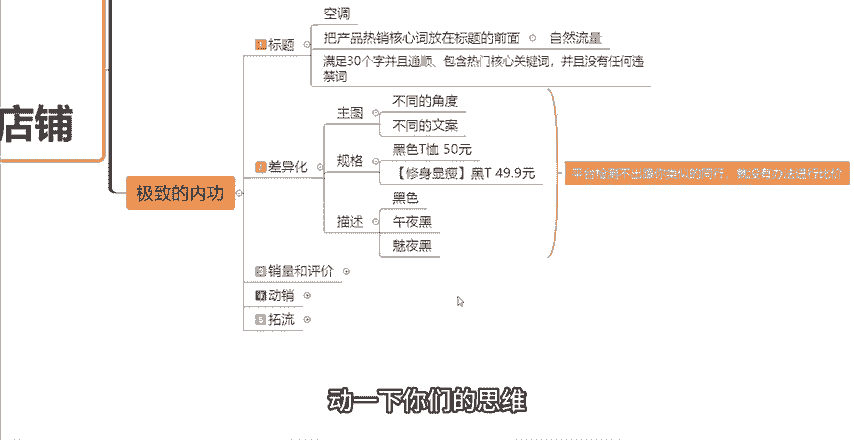 空调
标题
把产品热销核心词放在标题的前面
自然流量
满足30个字并且通顺、包含热门核心关键词，并且没有任何违
禁词
店铺
极致的内功
差异化
主图
不同的角度
不同的文案
规格
黑色T恤 50元
【修身显瘦】黑T 49.9元
描述
黑色
午夜黑
魅夜黑
销量和评价
动销
拓流
动一下你们的思维